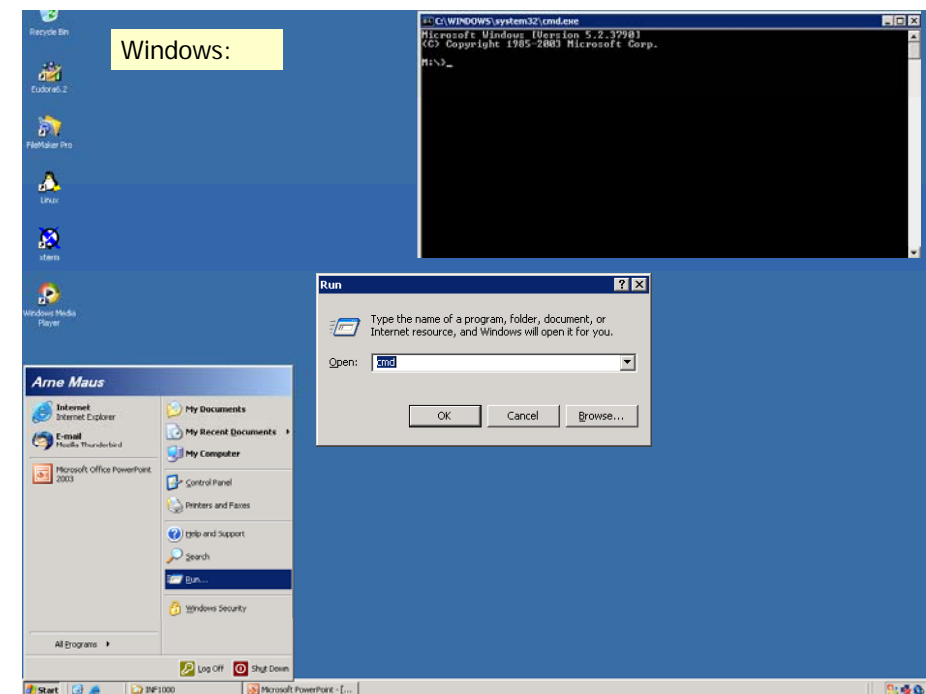 Recycle Bin
Windows:
Eudora6.2
FileMaker Pro
Linux
xterm
Windows Media
Player
C:\WINDOWS\system32\cmd.exe
Microsoft Windows [Version 5.2.3790]
(C) Copyright 1985-2003 Microsoft Corp.
M:\>_
Run
Type the name of a program, folder, document, or
Internet resource, and Windows will open it for you.
Open:
cmd
OK
Cancel
Browse...
Arne Maus
Internet
Internet Explorer
E-mail
Mozilla Thunderbird
Microsoft Office PowerPoint
2003
All Programs
My Documents
My Recent Documents
My Computer
Control Panel
Printers and Faxes
Help and Support
Search
Run...
Windows Security
Log Off
Shut Down
Start
INF1000
Microsoft PowerPoint - [...